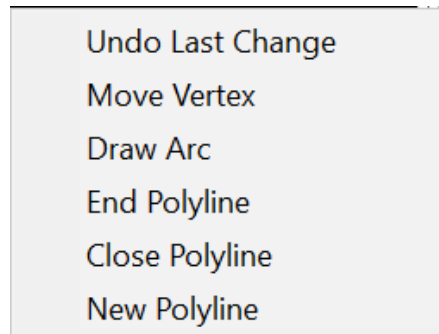 Undo Last Change
Move Vertex
Draw Arc
End Polyline
Close Polyline
New Polyline